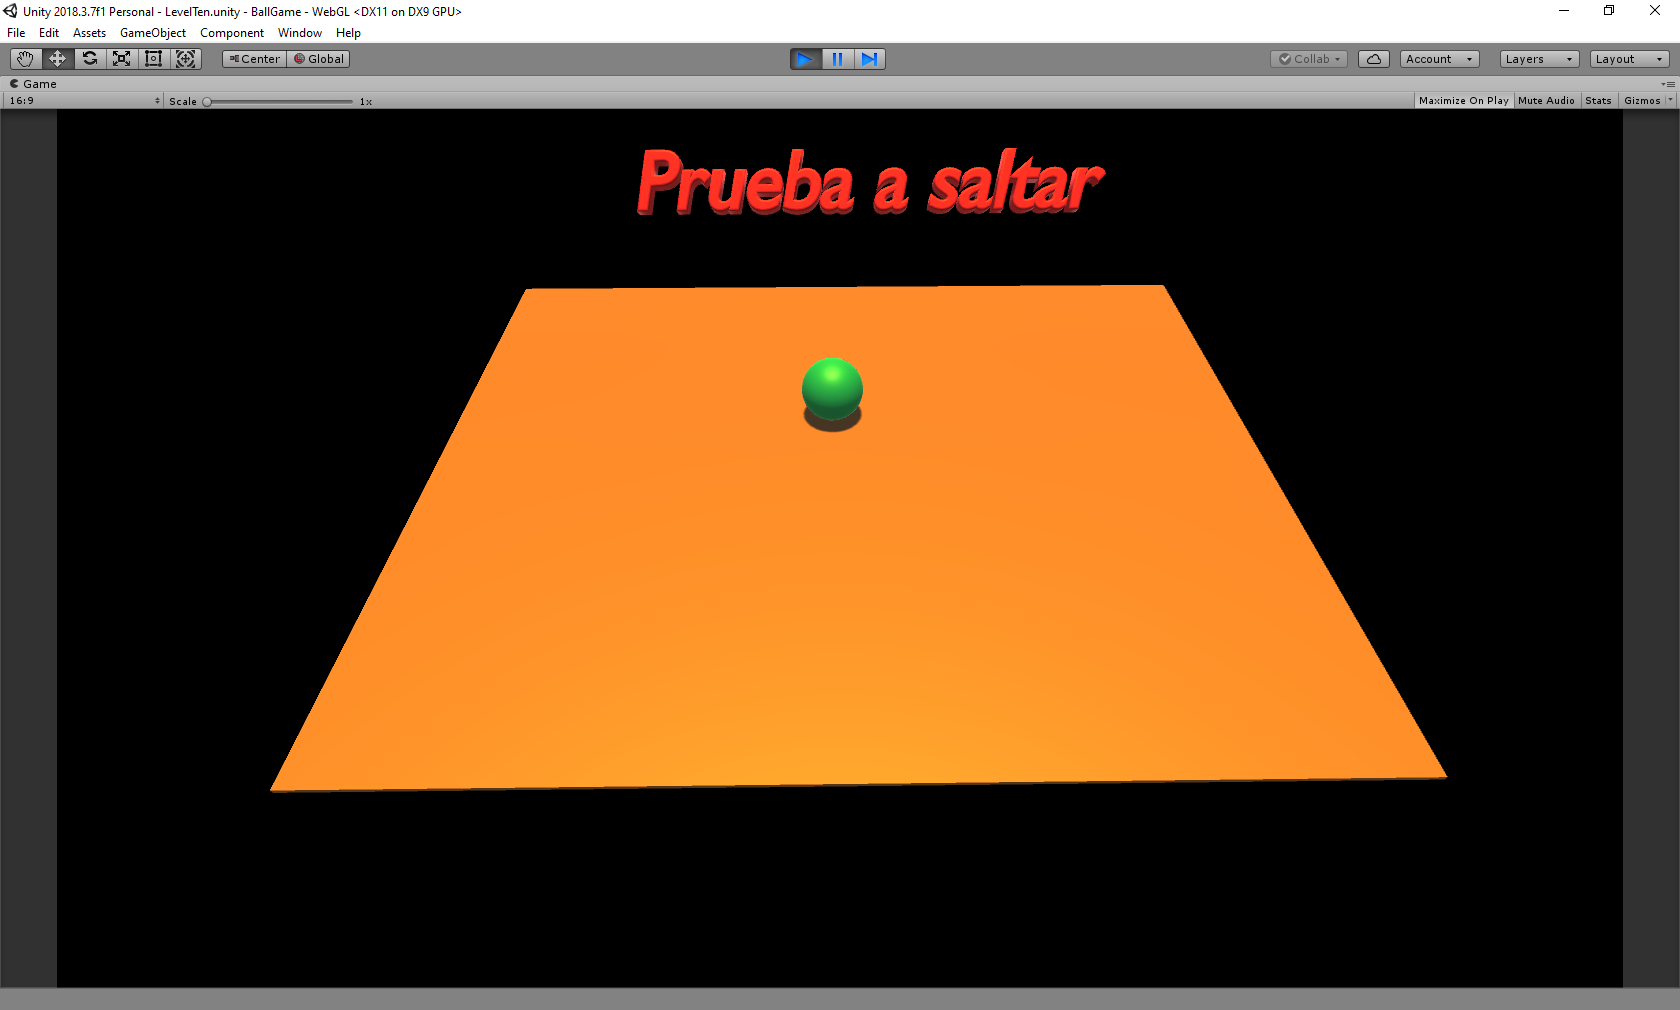 Unity 2018.3.7f1 Personal - LevelTen.unity - BallGame - WebGL <DX11 on DX9 GPU>
File Edit Assets GameObject Component Window Help
Center Global Collab Account Layers Layout
Game
16:9 Scale 1x Maximize On Play Mute Audio Stats Gizmos
Prueba a saltar